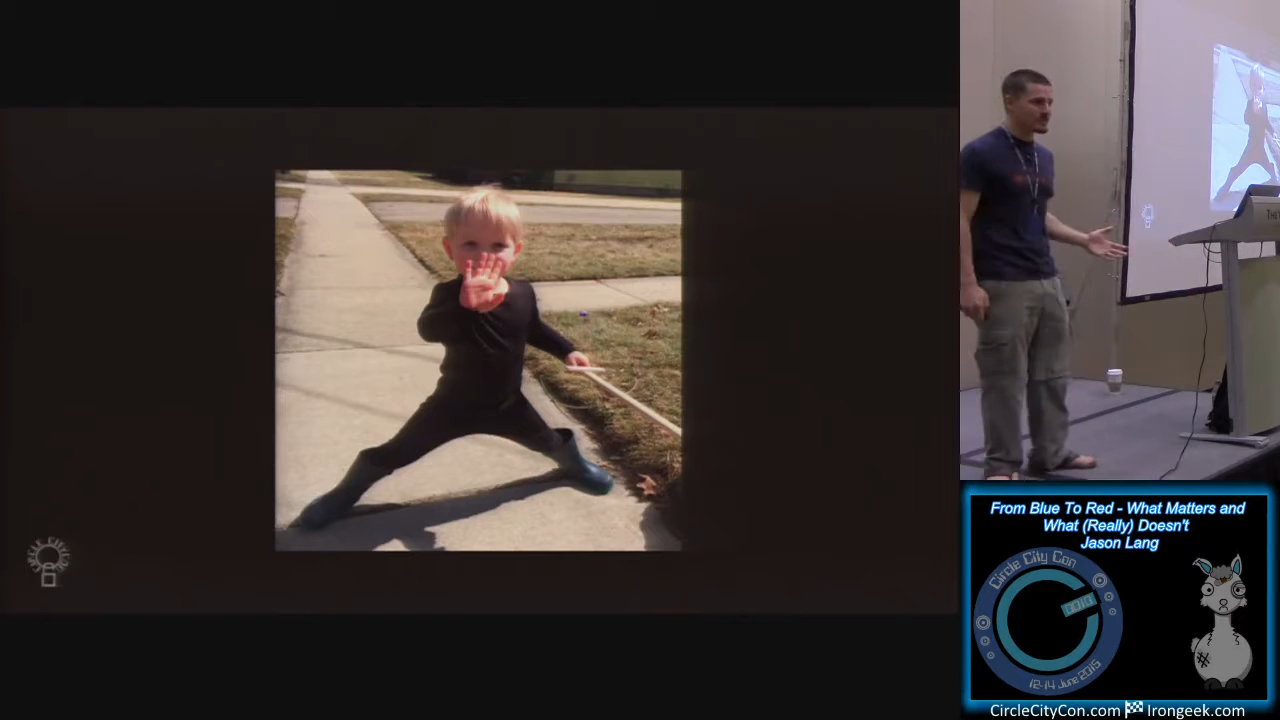 From Blue To Red - What Matters and
What (Really) Doesn't
Jason Lang
Circle City Con
2015
12-14 June 2015
CircleCityCon.com Irongeek.com